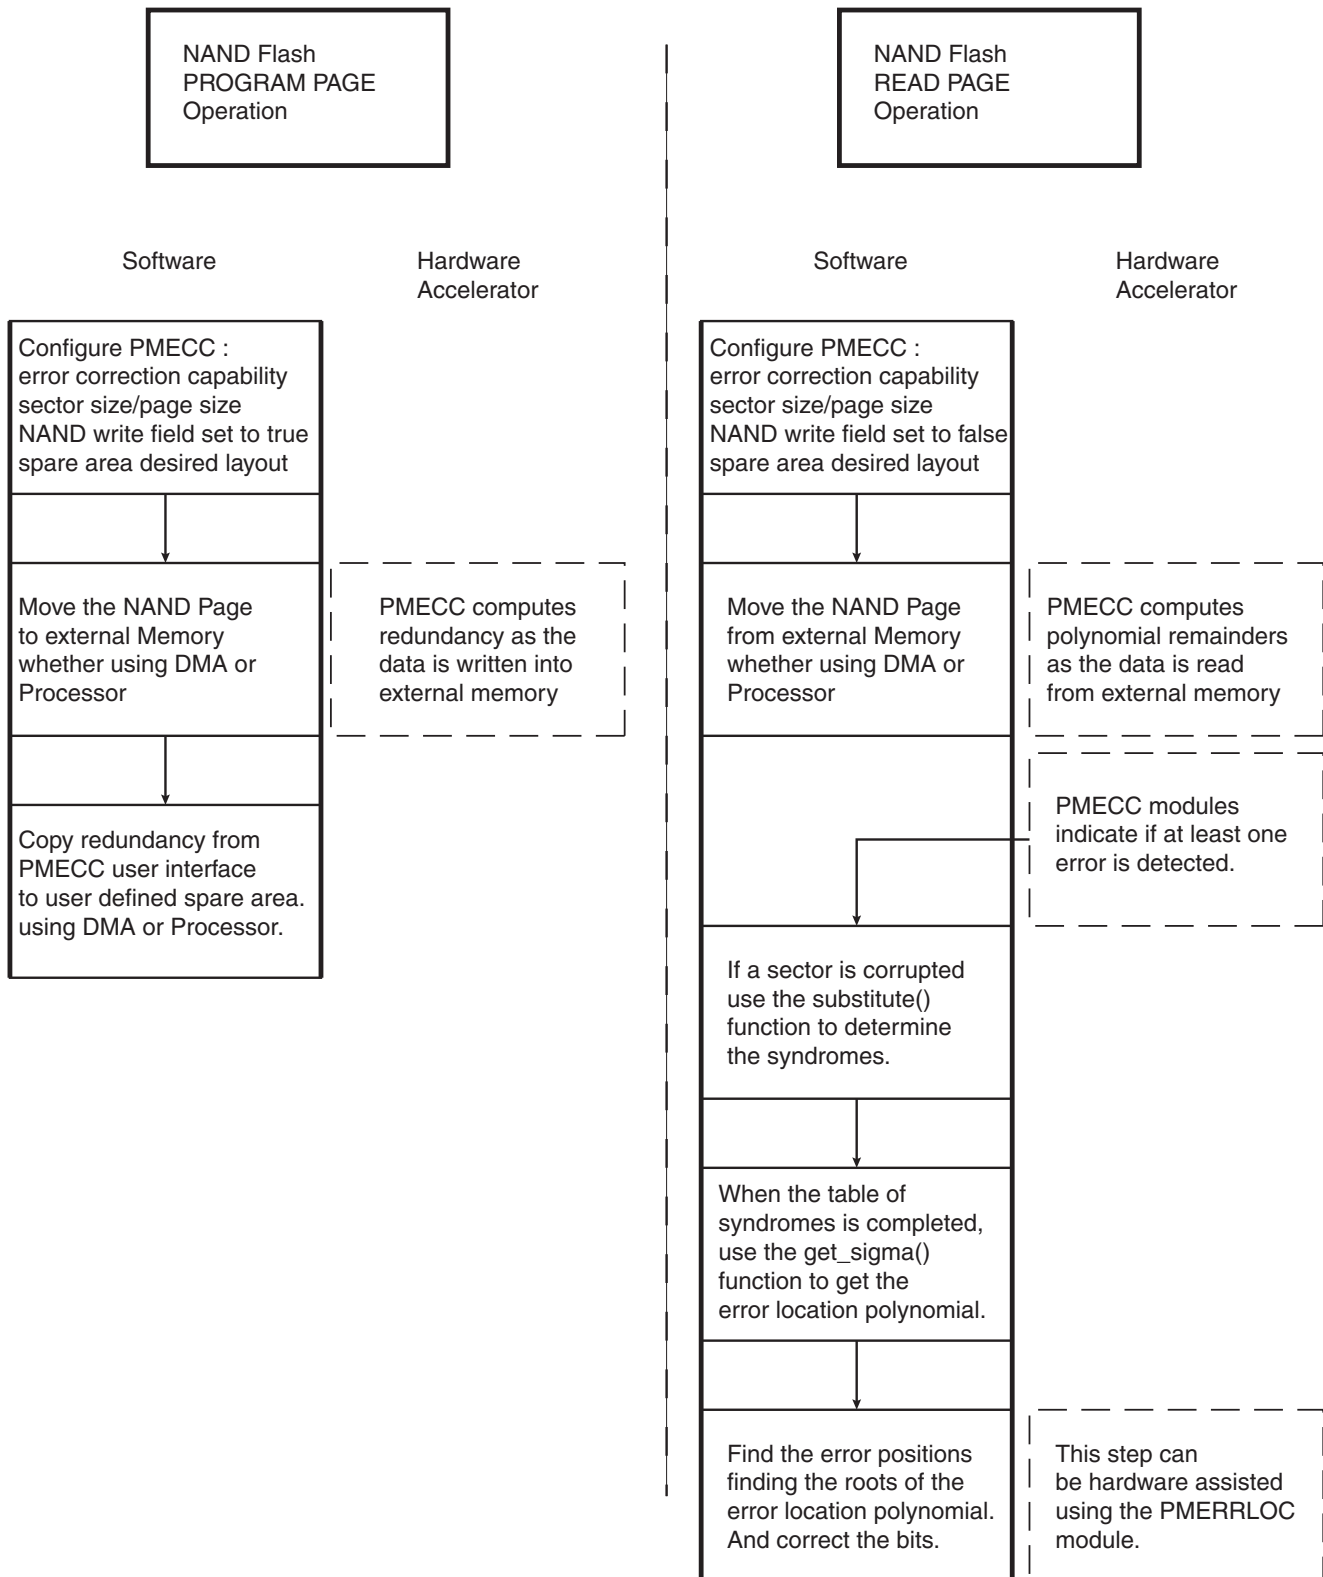 NAND Flash
PROGRAM PAGE
Operation
Software
Hardware
Accelerator
Configure PMECC :
error correction capability
sector size/page size
NAND write field set to true
spare area desired layout
Move the NAND Page
to external Memory
whether using DMA or
Processor
PMECC computes
redundancy as the
data is written into
external memory
Copy redundancy from
PMECC user interface
to user defined spare area.
using DMA or Processor.
NAND Flash
READ PAGE
Operation
Software
Hardware
Accelerator
Configure PMECC :
error correction capability
sector size/page size
NAND write field set to false
spare area desired layout
Move the NAND Page
from external Memory
whether using DMA or
Processor
PMECC computes
polynomial remainders
as the data is read
from external memory
PMECC modules
indicate if at least one
error is detected.
If a sector is corrupted
use the substitute()
function to determine
the syndromes.
When the table of
syndromes is completed,
use the get_sigma()
function to get the
error location polynomial.
Find the error positions
finding the roots of the
error location polynomial.
And correct the bits.
This step can
be hardware assisted
using the PMERRLOC
module.